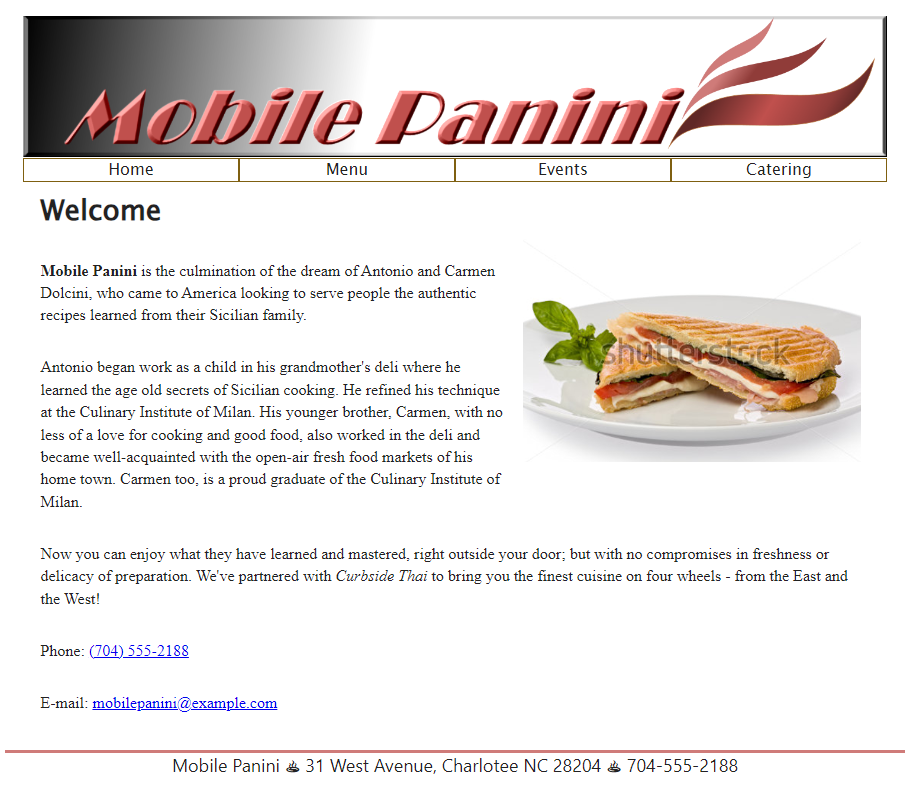 Mobile Panini
Home Menu Events Catering
Welcome
Mobile Panini is the culmination of the dream of Antonio and Carmen
Dolcini, who came to America looking to serve people the authentic
recipes learned from their Sicilian family.
shutterstock
Antonio began work as a child in his grandmother's deli where he
learned the age old secrets of Sicilian cooking. He refined his technique
at the Culinary Institute of Milan. His younger brother, Carmen, with no
less of a love for cooking and good food, also worked in the deli and
became well-acquainted with the open-air fresh food markets of his
home town. Carmen too, is a proud graduate of the Culinary Institute of
Milan.
Now you can enjoy what they have learned and mastered, right outside your door; but with no compromises in freshness or
delicacy of preparation. We've partnered with Curbside Thai to bring you the finest cuisine on four wheels - from the East and
the West!
Phone: (704) 555-2188
E-mail: mobilepanini@example.com
Mobile Panini ♨ 31 West Avenue, Charlotee NC 28204 ♨ 704-555-2188